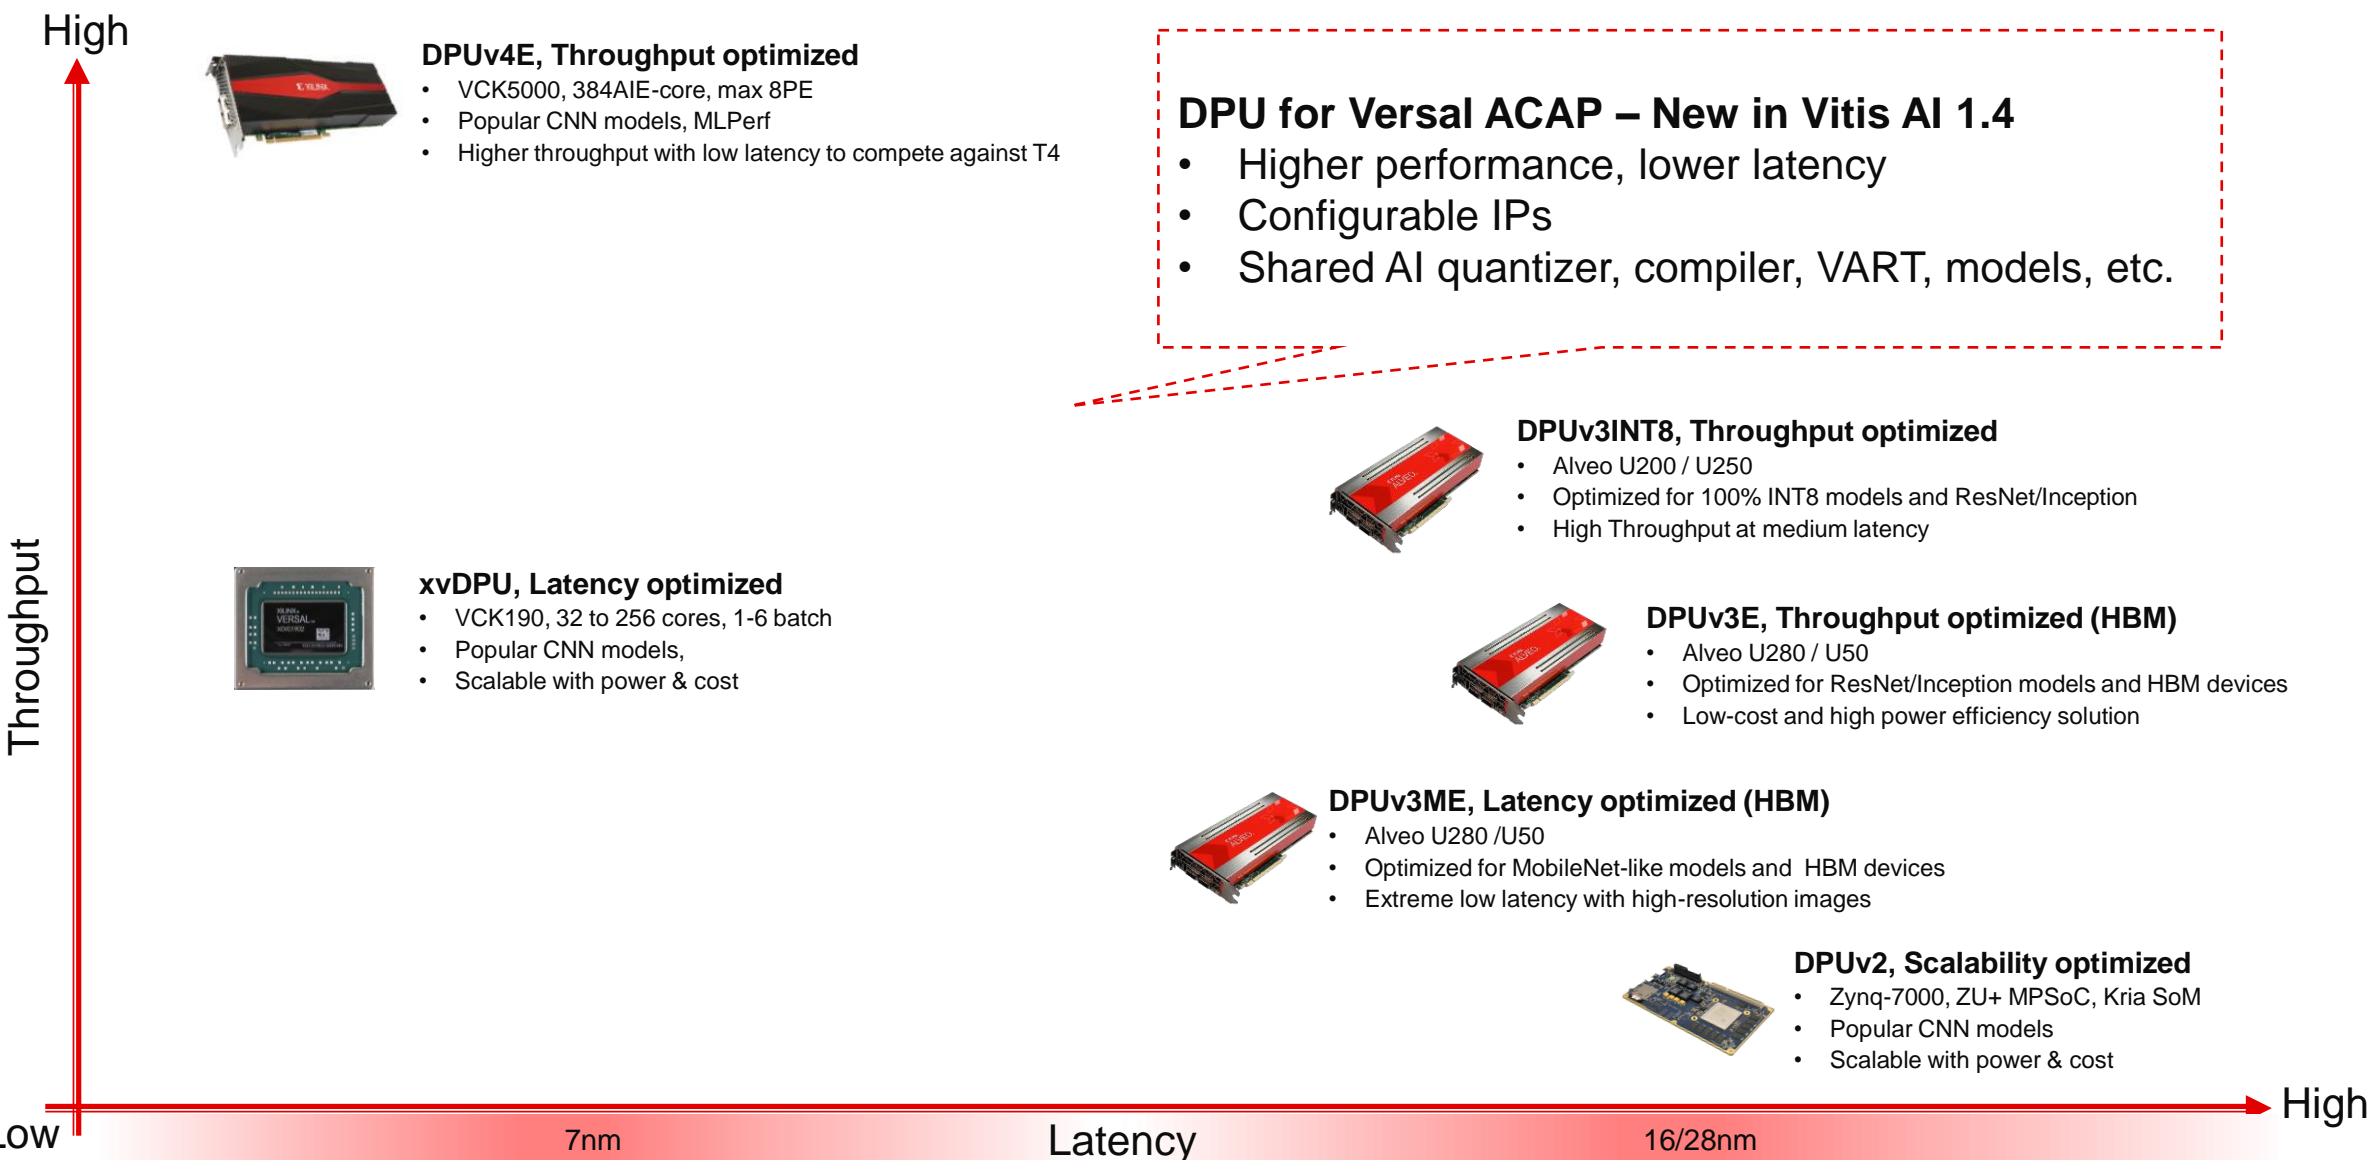 High
DPUv4E, Throughput optimized
• VCK5000, 384AIE-core, max 8PE
• Popular CNN models, MLPerf
• Higher throughput with low latency to compete against T4
XILINX
DPU for Versal ACAP – New in Vitis AI 1.4
• Higher performance, lower latency
• Configurable IPs
• Shared AI quantizer, compiler, VART, models, etc.
DPUv3INT8, Throughput optimized
• Alveo U200 / U250
• Optimized for 100% INT8 models and ResNet/Inception
• High Throughput at medium latency
ALVEO
Throughput
xvDPU, Latency optimized
• VCK190, 32 to 256 cores, 1-6 batch
• Popular CNN models,
• Scalable with power & cost
XILINX
VERSAL
DPUv3E, Throughput optimized (HBM)
• Alveo U280 / U50
• Optimized for ResNet/Inception models and HBM devices
• Low-cost and high power efficiency solution
ALVEO
DPUv3ME, Latency optimized (HBM)
• Alveo U280 /U50
• Optimized for MobileNet-like models and HBM devices
• Extreme low latency with high-resolution images
ALVEO
DPUv2, Scalability optimized
• Zynq-7000, ZU+ MPSoC, Kria SoM
• Popular CNN models
• Scalable with power & cost
High
Low
7nm
Latency
16/28nm